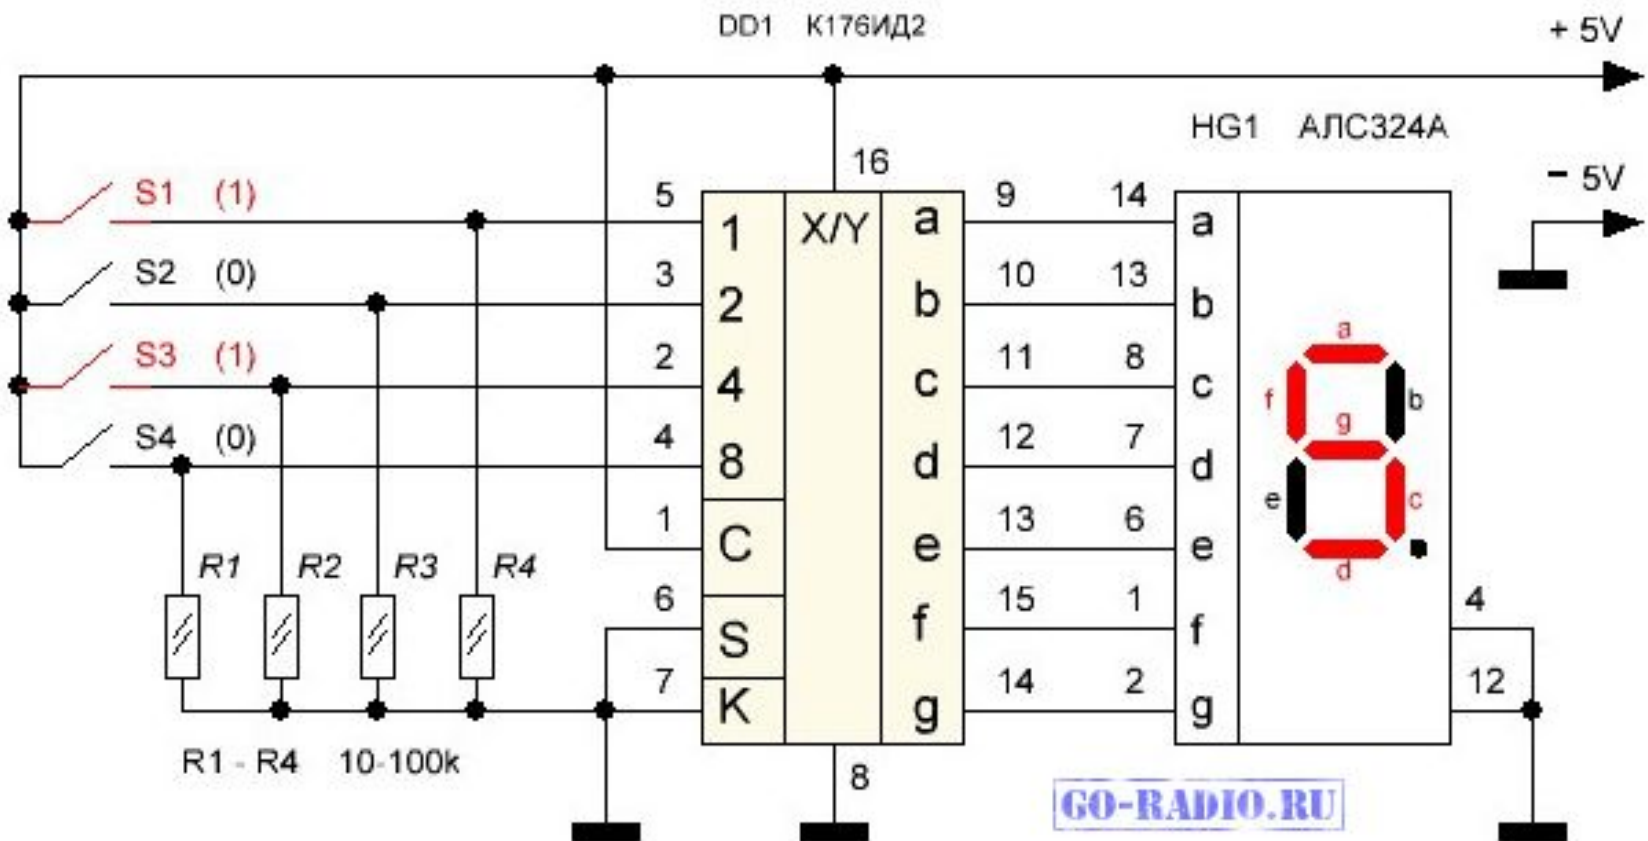 DD1 К176ИД2
+ 5V
HG1 АЛС324А
- 5V
16
S1 (1)
5
1
X/Y
a
9
14
a
S2 (0)
3
2
b
10
13
b
S3 (1)
2
4
c
11
8
c
S4 (0)
4
8
d
12
7
d
1
C
e
13
6
e
6
S
f
15
1
f
7
K
g
14
2
g
a
f
b
g
e
c
d
4
12
R1 R2 R3 R4
R1 - R4 10-100k
8
GO-RADIO.RU